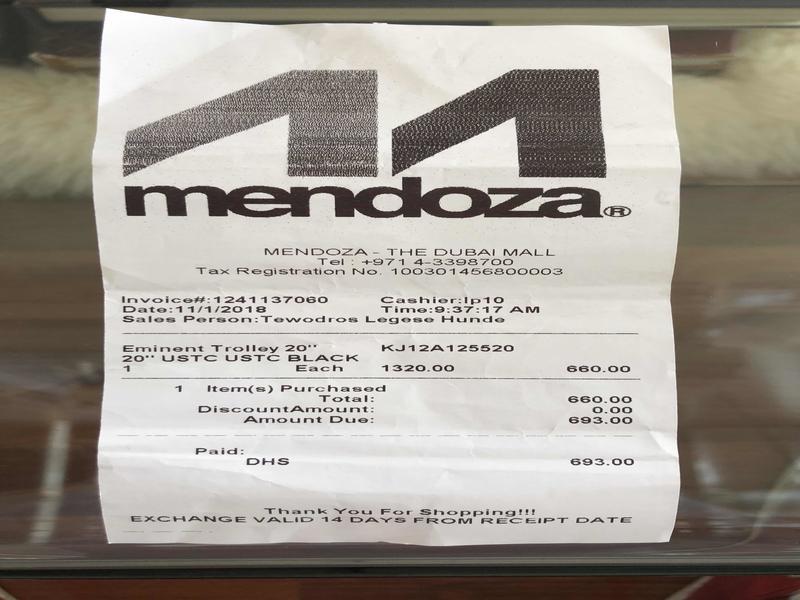 mendoza®
MENDOZA - THE DUBAI MALL
Tel : +971 4-3398700
Tax Registration No. 100301456800003
Invoice#:1241137060 Cashier:lp10
Date:11/1/2018 Time:9:37:17 AM
Sales Person:Tewodros Legese Hunde
Eminent Trolley 20'' KJ12A125520
20'' USTC USTC BLACK
1 Each 1320.00 660.00
1 Item(s) Purchased
Total: 660.00
DiscountAmount: 0.00
Amount Due: 693.00
Paid:
DHS 693.00
Thank You For Shopping!!!
EXCHANGE VALID 14 DAYS FROM RECEIPT DATE